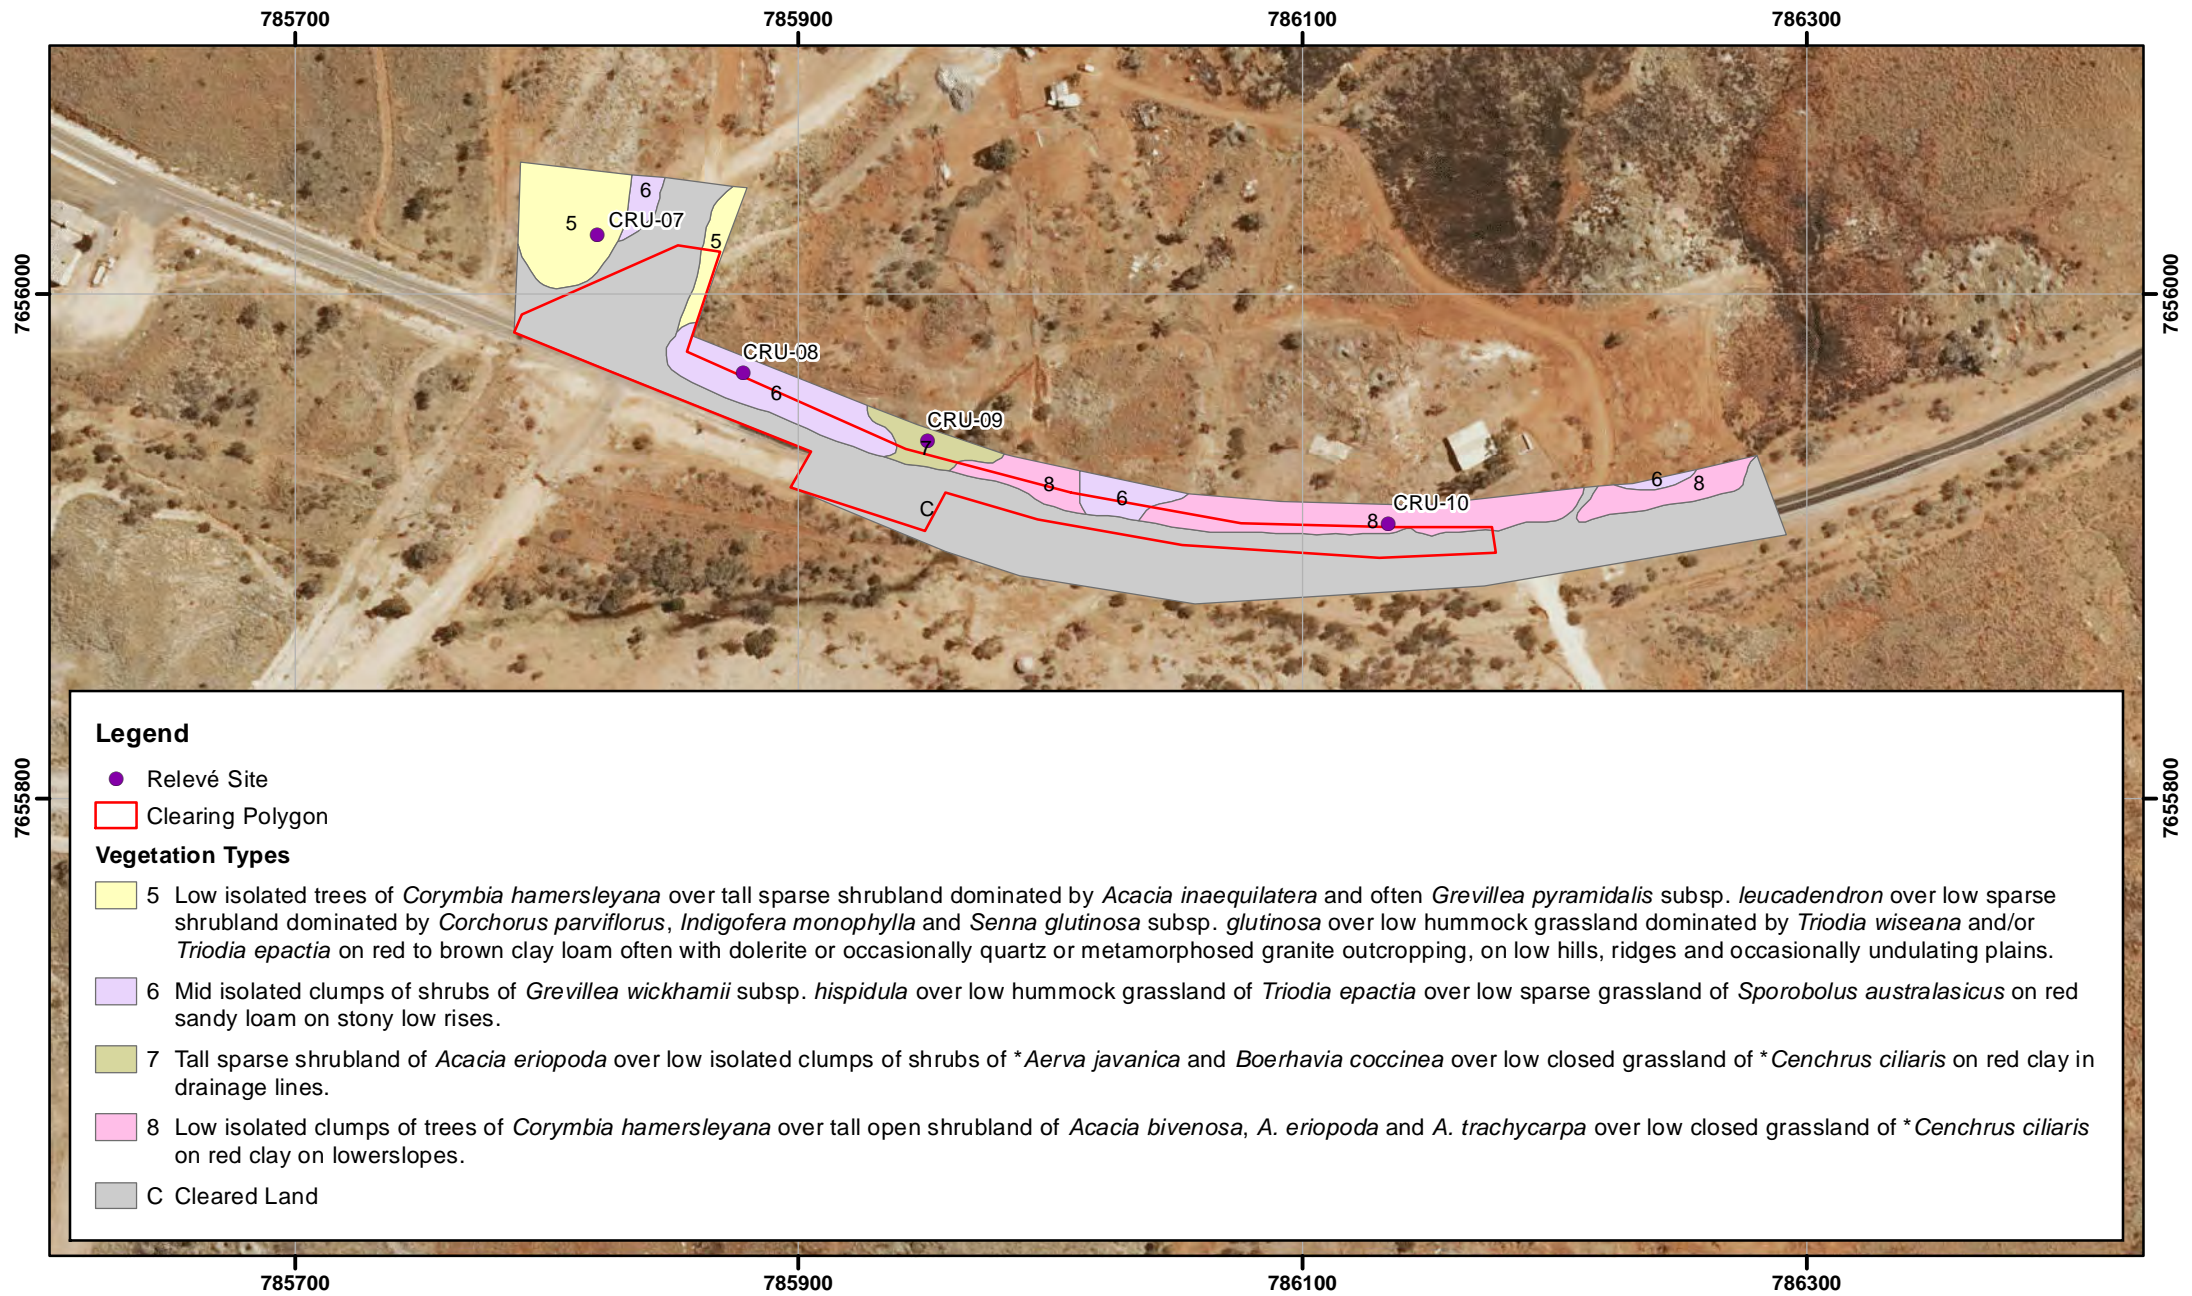 785700 785900 786100 786300
7656000
7656000
6
5
CRU-07
5
CRU-08
6
CRU-09
7
8
6
C
8
CRU-10
6
8
7655800
7655800
Legend
Relevé Site
Clearing Polygon
Vegetation Types
5 Low isolated trees of Corymbia hamersleyana over tall sparse shrubland dominated by Acacia inaequilatera and often Grevillea pyramidalis subsp. leucadendron over low sparse
shrubland dominated by Corchorus parviflorus, Indigofera monophylla and Senna glutinosa subsp. glutinosa over low hummock grassland dominated by Triodia wiseana and/or
Triodia epactia on red to brown clay loam often with dolerite or occasionally quartz or metamorphosed granite outcropping, on low hills, ridges and occasionally undulating plains.
6 Mid isolated clumps of shrubs of Grevillea wickhamii subsp. hispidula over low hummock grassland of Triodia epactia over low sparse grassland of Sporobolus australasicus on red
sandy loam on stony low rises.
7 Tall sparse shrubland of Acacia eriopoda over low isolated clumps of shrubs of *Aerva javanica and Boerhavia coccinea over low closed grassland of *Cenchrus ciliaris on red clay in
drainage lines.
8 Low isolated clumps of trees of Corymbia hamersleyana over tall open shrubland of Acacia bivenosa, A. eriopoda and A. trachycarpa over low closed grassland of *Cenchrus ciliaris
on red clay on lowerslopes.
C Cleared Land
785700 785900 786100 786300